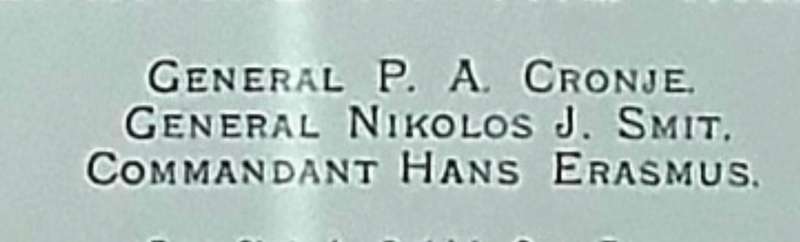 GENERAL P. A. CRONJE.
GENERAL NIKOLOS J. SMIT.
COMMANDANT HANS ERASMUS.